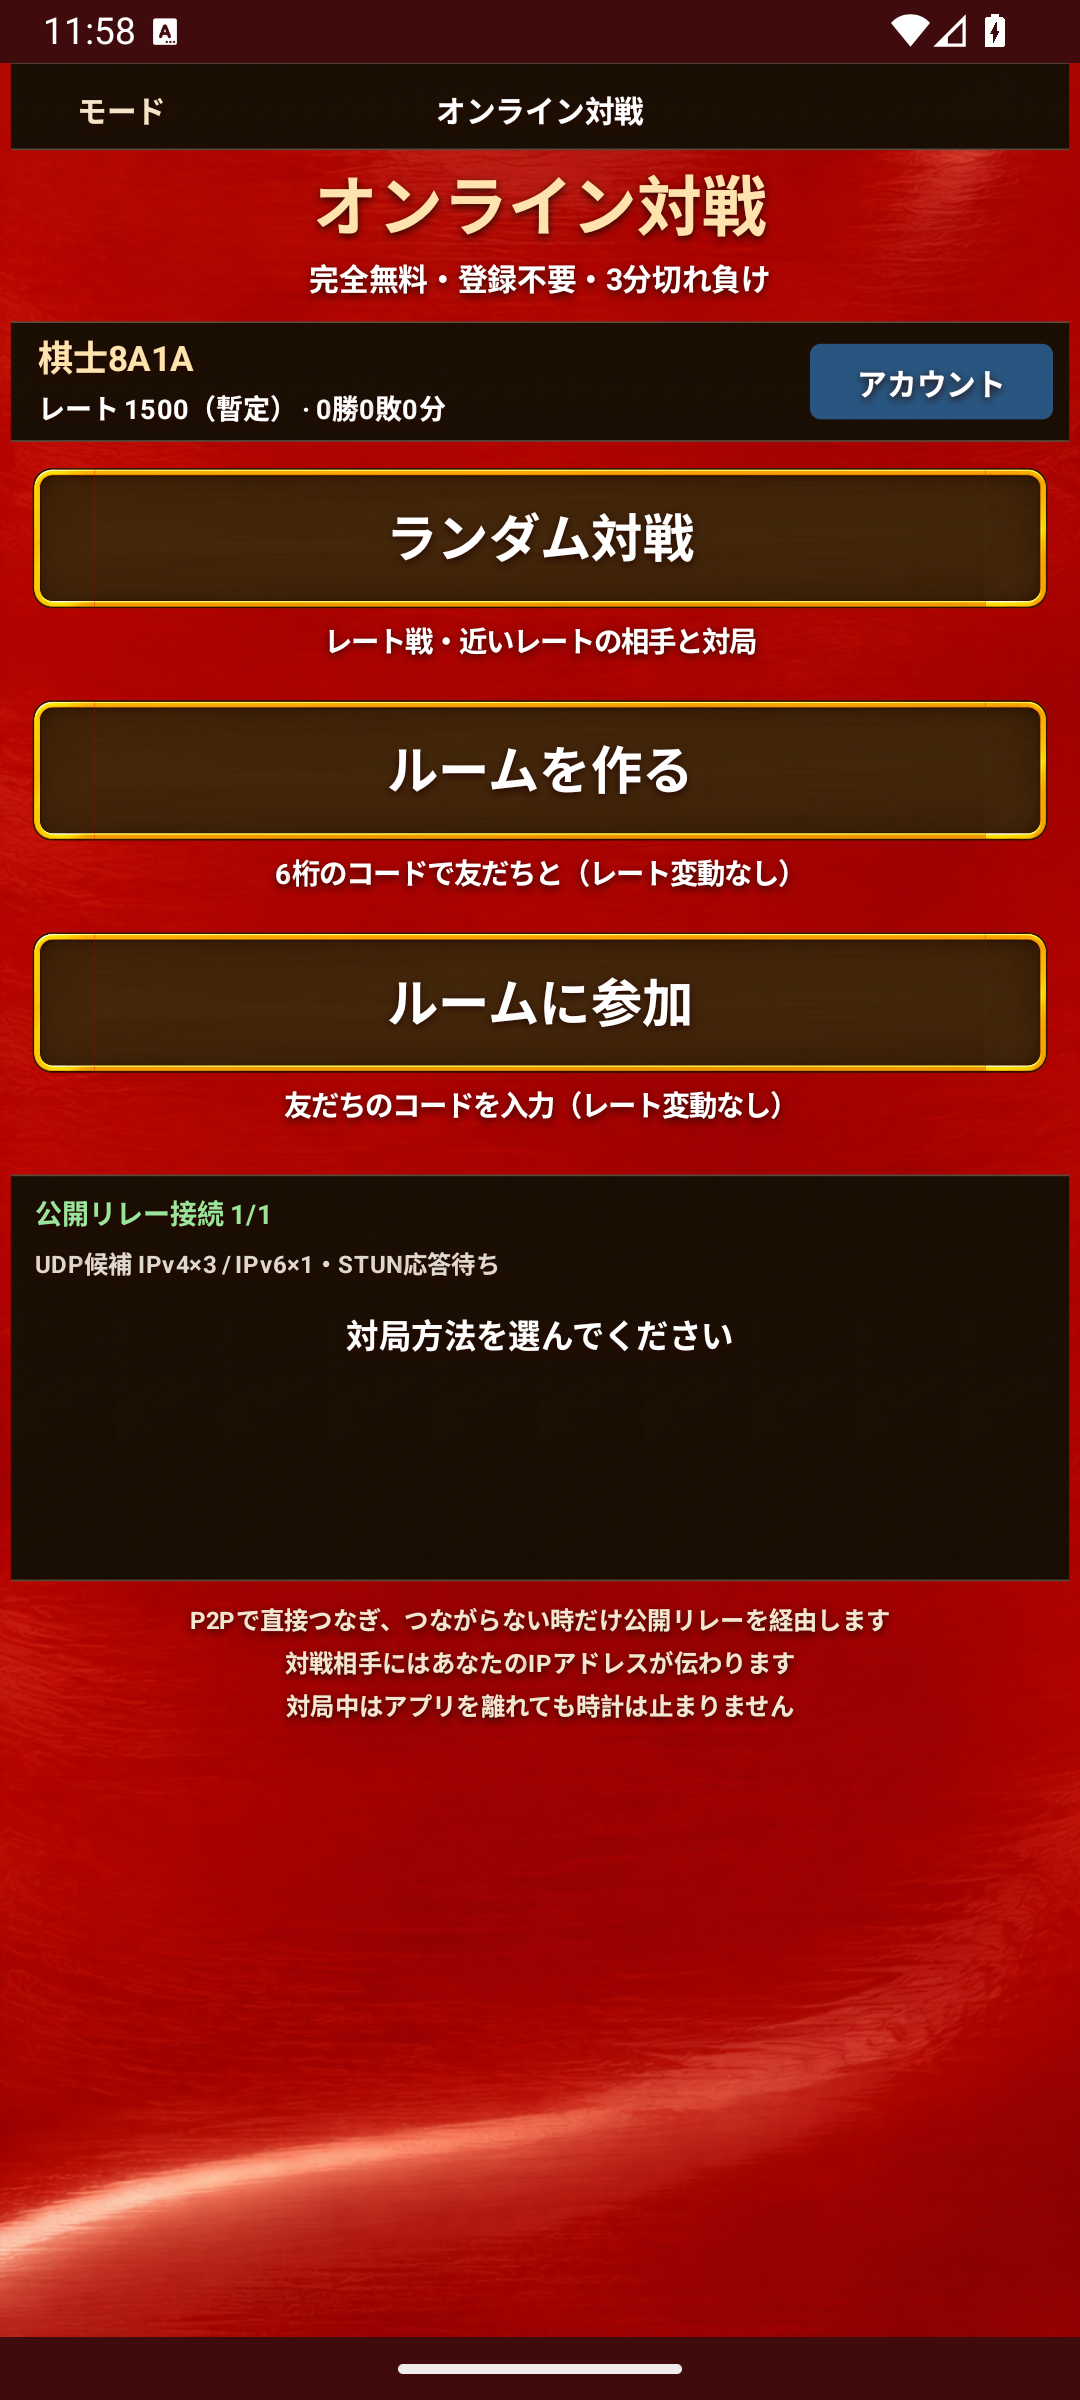 11:58
モード
オンライン対戦
オンライン対戦
完全無料・登録不要・3分切れ負け
棋士8A1A
レート 1500（暫定） · 0勝0敗0分
アカウント
ランダム対戦
レート戦・近いレートの相手と対局
ルームを作る
6桁のコードで友だちと（レート変動なし）
ルームに参加
友だちのコードを入力（レート変動なし）
公開リレー接続 1/1
UDP候補 IPv4×3 / IPv6×1・STUN応答待ち
対局方法を選んでください
P2Pで直接つなぎ、つながらない時だけ公開リレーを経由します
対戦相手にはあなたのIPアドレスが伝わります
対局中はアプリを離れても時計は止まりません